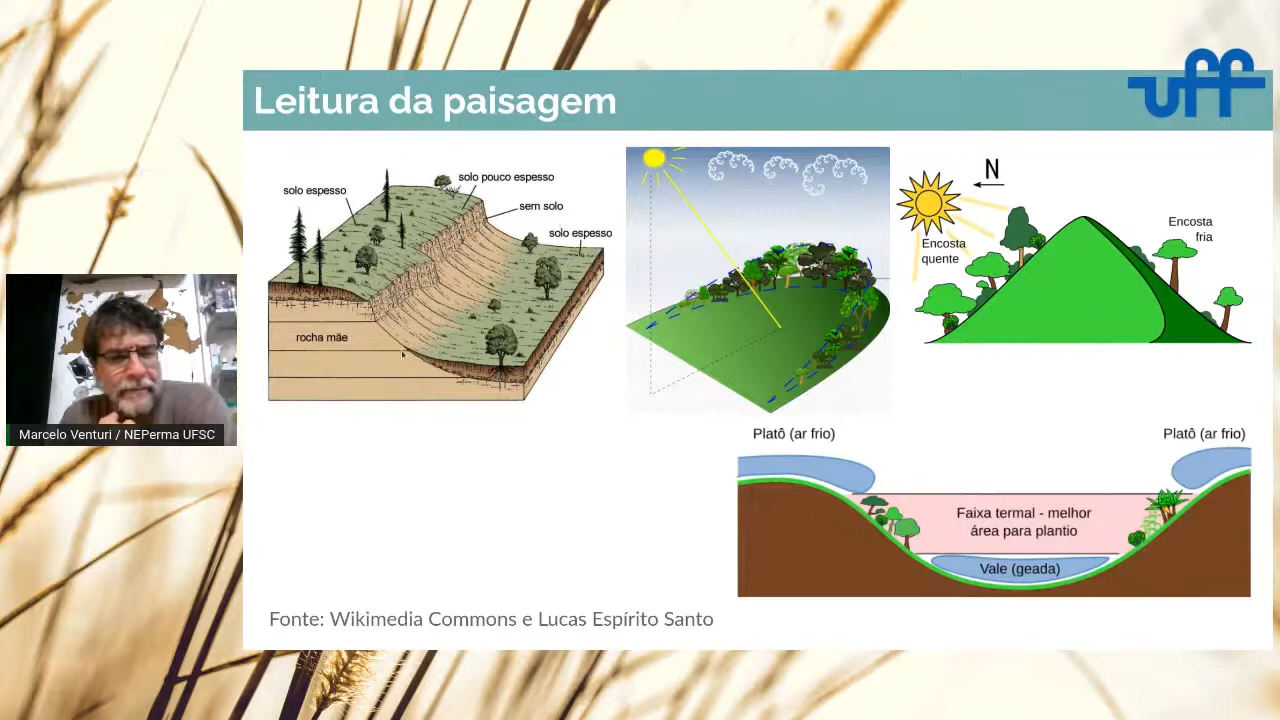 Leitura da paisagem
uff
solo espesso
solo pouco espesso
sem solo
solo espesso
rocha mãe
N
Encosta
quente
Encosta
fria
Marcelo Venturi / NEPerma UFSC
Platô (ar frio)
Platô (ar frio)
Faixa termal - melhor
área para plantio
Vale (geada)
Fonte: Wikimedia Commons e Lucas Espírito Santo